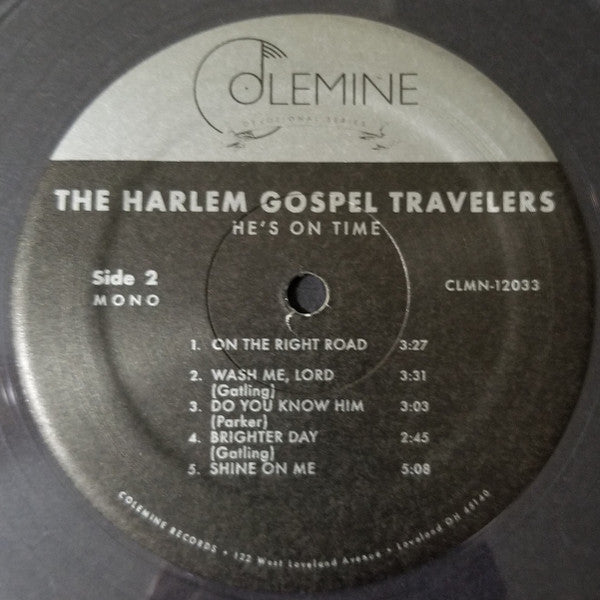 COLEMINE
DEVOTIONAL SERIES
THE HARLEM GOSPEL TRAVELERS
HE'S ON TIME
Side 2
MONO
CLMN-12033
1. ON THE RIGHT ROAD 3:27
2. WASH ME, LORD 3:31
(Gatling)
3. DO YOU KNOW HIM 3:03
(Parker)
4. BRIGHTER DAY 2:45
(Gatling)
5. SHINE ON ME 5:08
COLEMINE RECORDS • 122 West Loveland Avenue • Loveland OH 45140